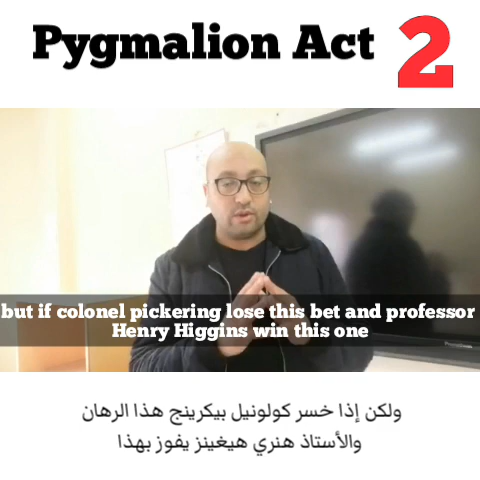 Pygmalion Act 2
but if colonel pickering lose this bet and professor
Henry Higgins win this one
ولكن إذا خسر كولونيل بيكرينج هذا الرهان
والأستاذ هنري هيغينز يفوز بهذا